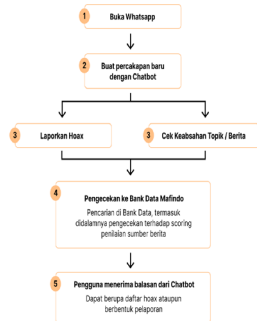 1
Buka Whatsapp
2
Buat percakapan baru
dengan Chatbot
3
Laporkan Hoax
3
Cek Keabsahan Topik / Berita
4
Pengecekan ke Bank Data Mafindo
Pencarian di Bank Data, termasuk
didalamnya pengecekan terhadap scoring
penilaian sumber berita
5
Pengguna menerima balasan dari Chatbot
Dapat berupa daftar hoax ataupun
berbentuk pelaporan